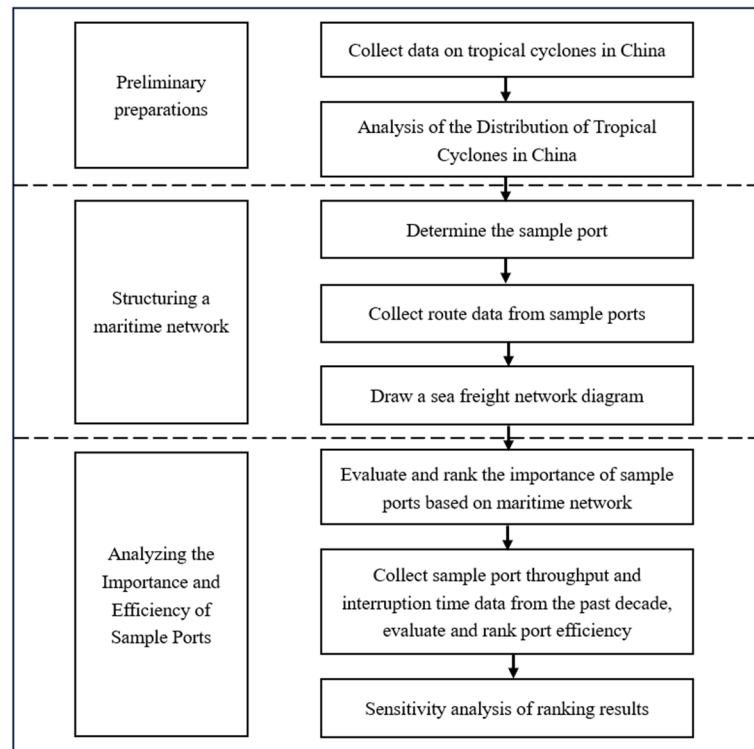 Preliminary
preparations
Collect data on tropical cyclones in China
Analysis of the Distribution of Tropical
Cyclones in China
Structuring a
maritime network
Determine the sample port
Collect route data from sample ports
Draw a sea freight network diagram
Analyzing the
Importance and
Efficiency of
Sample Ports
Evaluate and rank the importance of sample
ports based on maritime network
Collect sample port throughput and
interruption time data from the past decade,
evaluate and rank port efficiency
Sensitivity analysis of ranking results